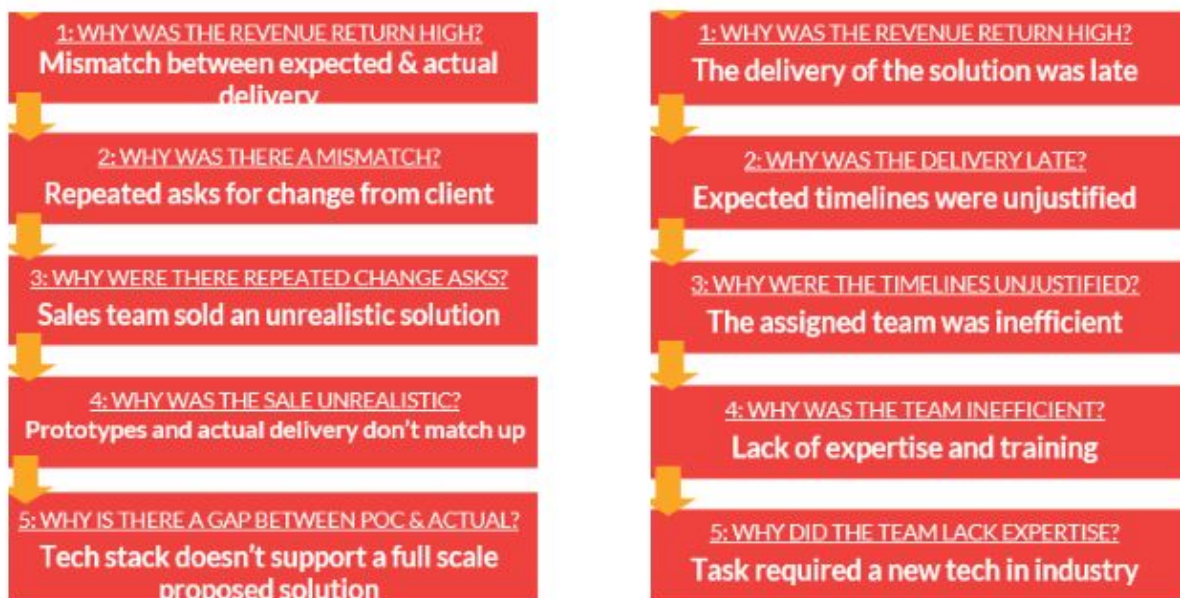 1: WHY WAS THE REVENUE RETURN HIGH?
Mismatch between expected & actual
delivery
2: WHY WAS THERE A MISMATCH?
Repeated asks for change from client
3: WHY WERE THERE REPEATED CHANGE ASKS?
Sales team sold an unrealistic solution
4: WHY WAS THE SALE UNREALISTIC?
Prototypes and actual delivery don't match up
5: WHY IS THERE A GAP BETWEEN POC & ACTUAL?
Tech stack doesn't support a full scale
proposed solution
1: WHY WAS THE REVENUE RETURN HIGH?
The delivery of the solution was late
2: WHY WAS THE DELIVERY LATE?
Expected timelines were unjustified
3: WHY WERE THE TIMELINES UNJUSTIFIED?
The assigned team was inefficient
4: WHY WAS THE TEAM INEFFICIENT?
Lack of expertise and training
5: WHY DID THE TEAM LACK EXPERTISE?
Task required a new tech in industry